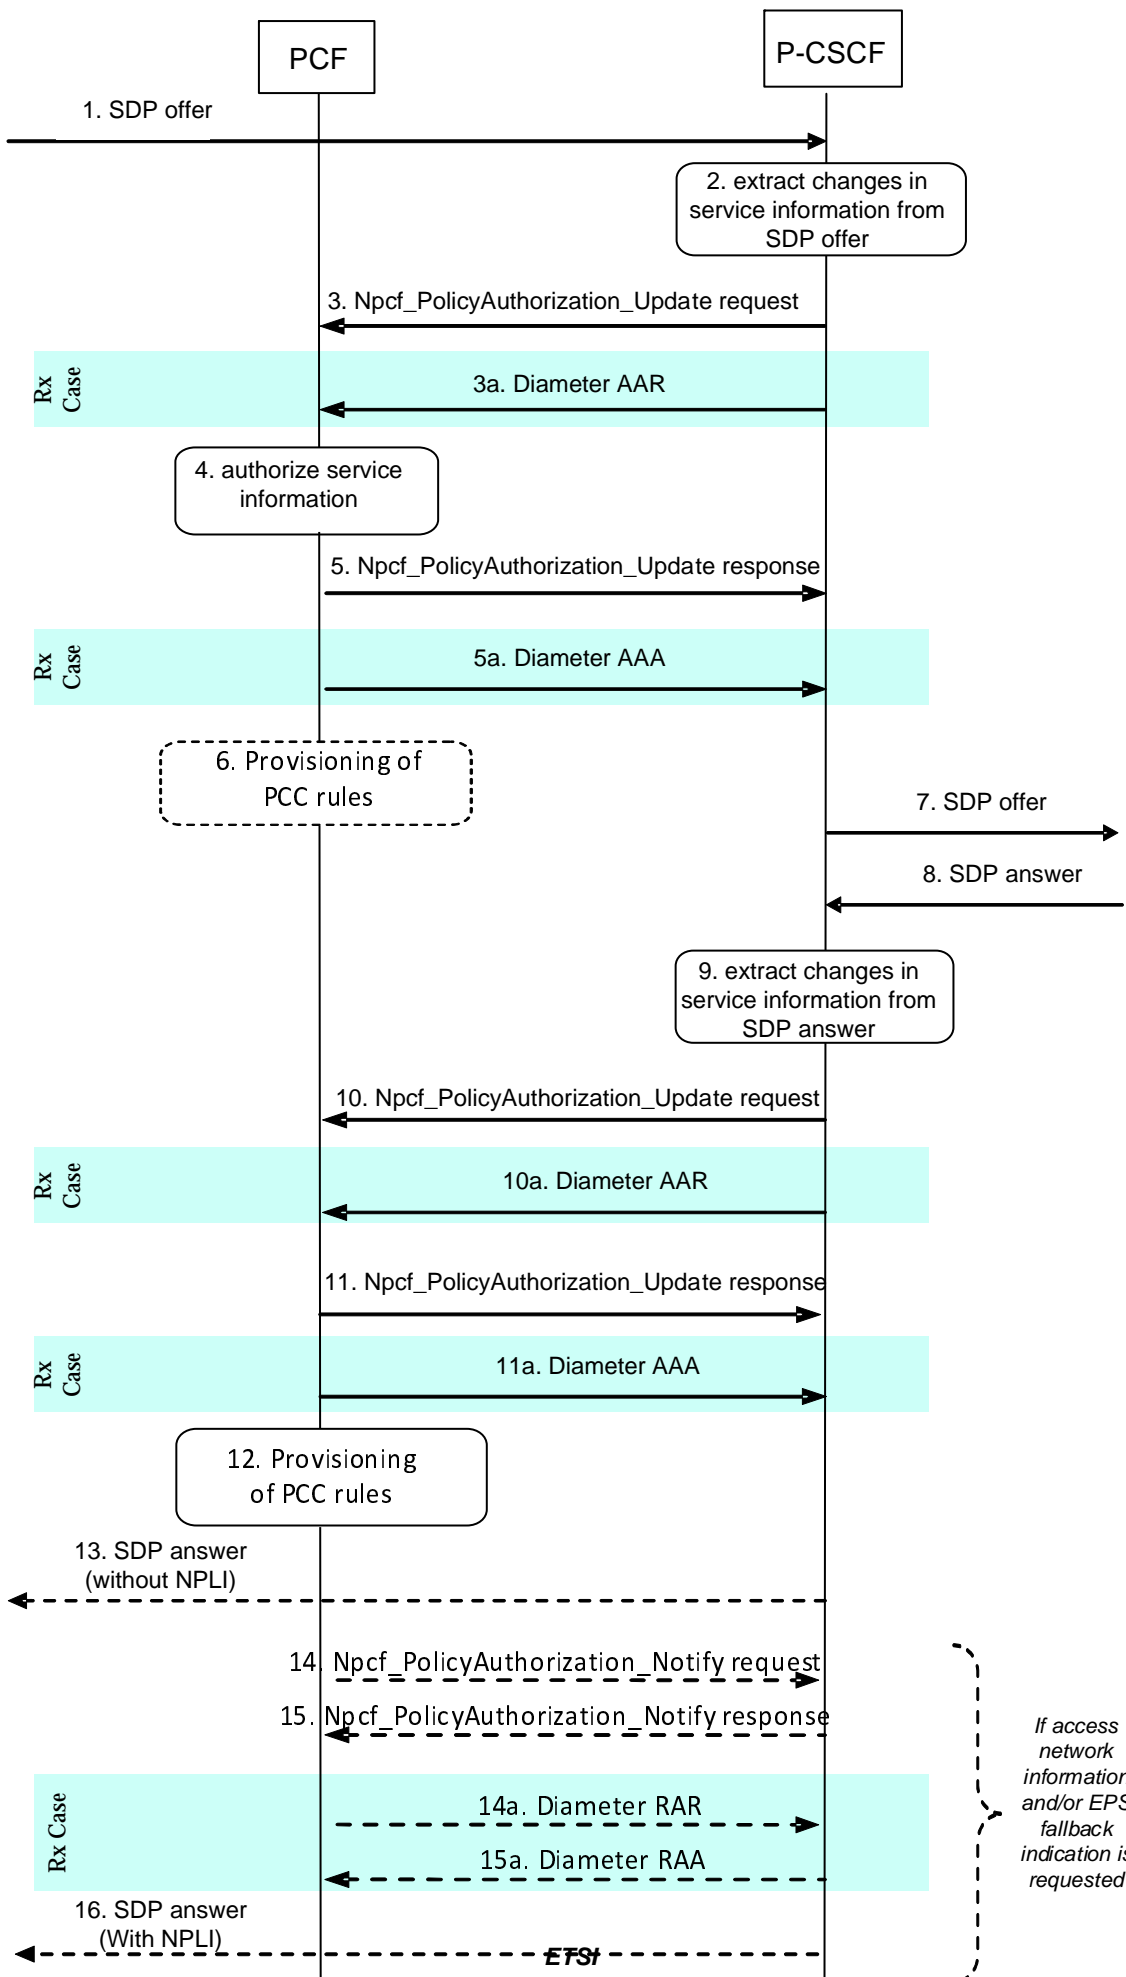 PCF
P-CSCF
1. SDP offer
2. extract changes in
service information from
SDP offer
3. Npcf_PolicyAuthorization_Update request
Rx
Case
3a. Diameter AAR
4. authorize service
information
5. Npcf_PolicyAuthorization_Update response
Rx
Case
5a. Diameter AAA
6. Provisioning of
PCC rules
7. SDP offer
8. SDP answer
9. extract changes in
service information from
SDP answer
10. Npcf_PolicyAuthorization_Update request
Rx
Case
10a. Diameter AAR
11. Npcf_PolicyAuthorization_Update response
Rx
Case
11a. Diameter AAA
12. Provisioning
of PCC rules
13. SDP answer
(without NPLI)
14. Npcf_PolicyAuthorization_Notify request
15. Npcf_PolicyAuthorization_Notify response
If access
network
information
and/or EPS
fallback
indication is
requested
Rx Case
14a. Diameter RAR
15a. Diameter RAA
16. SDP answer
(With NPLI)
ETSI